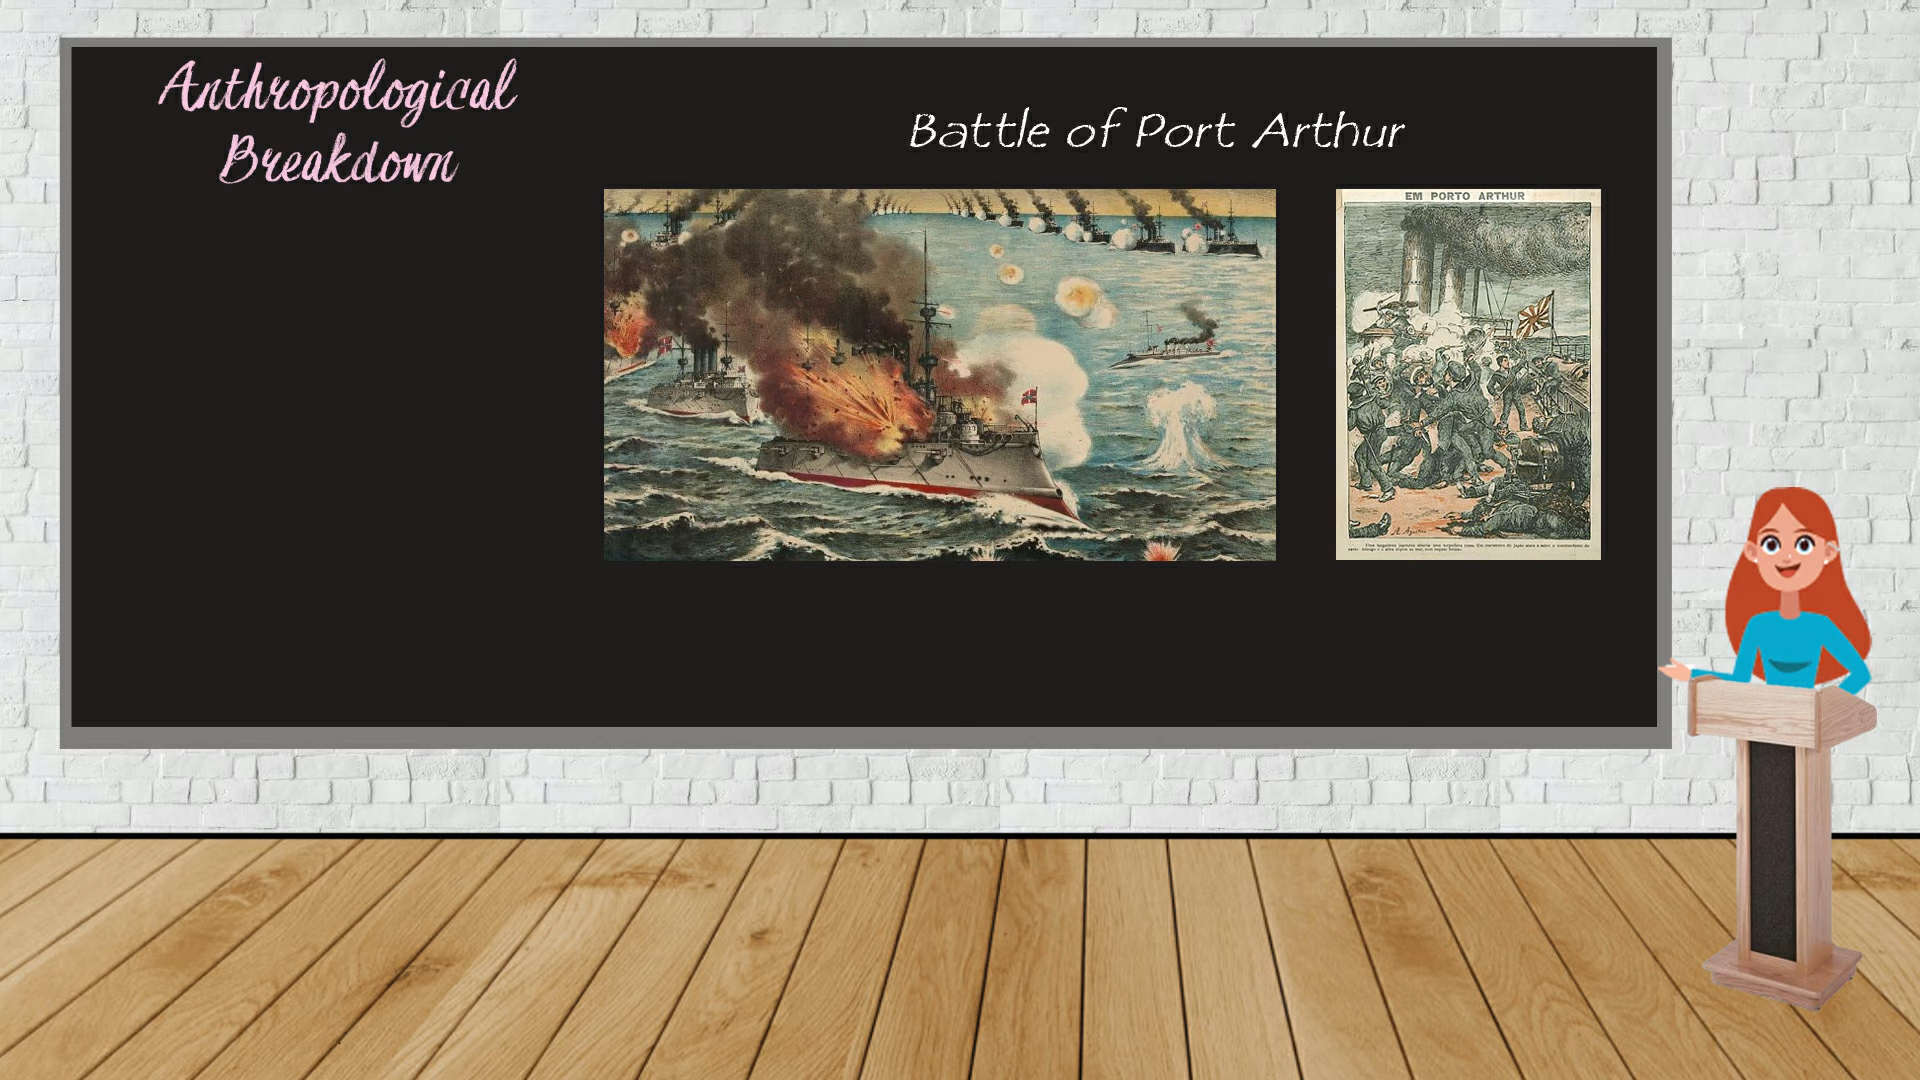 Anthropological
Breakdown
Battle of Port Arthur
EM PORTO ARTHUR